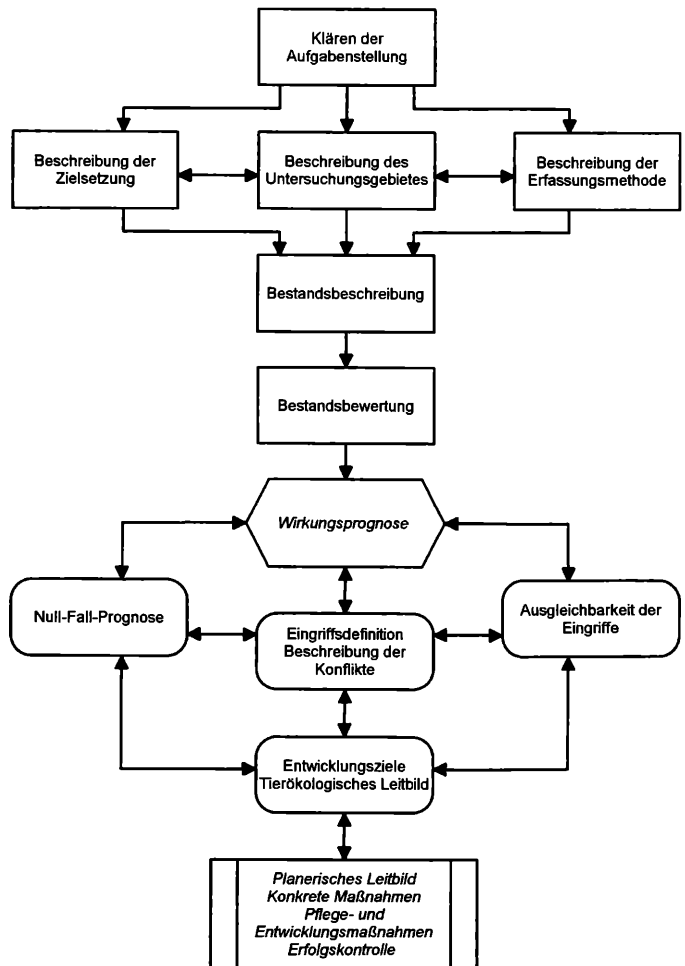 Klären der
Aufgabenstellung
Beschreibung der
Zielsetzung
Beschreibung des
Untersuchungsgebietes
Beschreibung der
Erfassungsmethode
Bestandsbeschreibung
Bestandsbewertung
Wirkungsprognose
Null-Fall-Prognose
Eingriffsdefinition
Beschreibung der
Konflikte
Ausgleichbarkeit der
Eingriffe
Entwicklungsziele
Tierökologisches Leitbild
Planerisches Leitbild
Konkrete Maßnahmen
Pflege- und
Entwicklungsmaßnahmen
Erfolgskontrolle